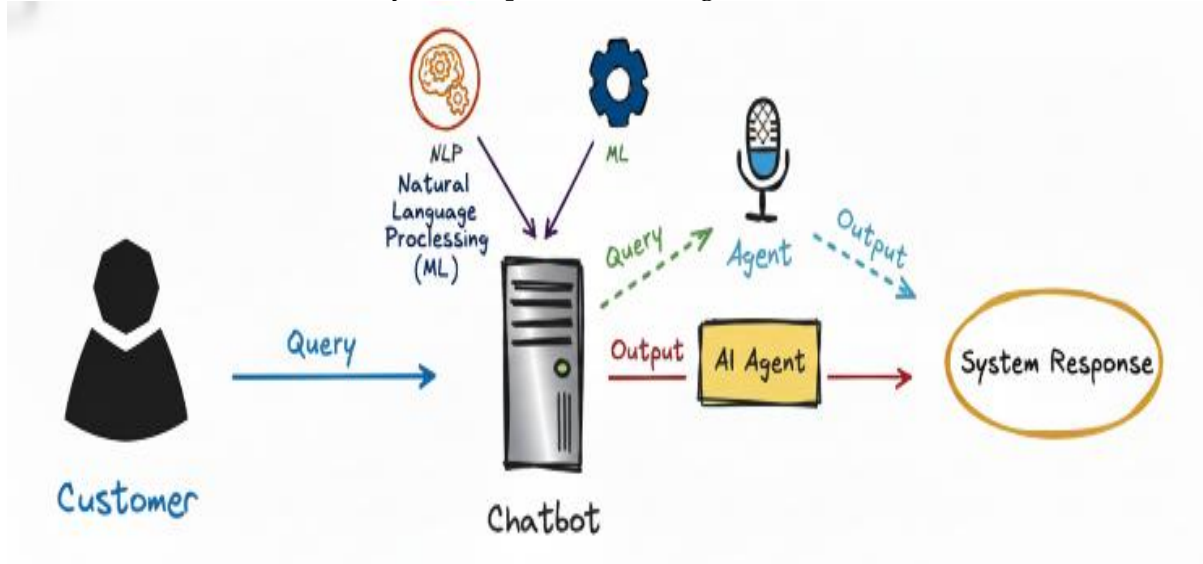 NLP
Natural
Language
Proclessing
(ML)
ML
Query
Agent
Output
Customer
Query
Chatbot
Output
AI Agent
System Response